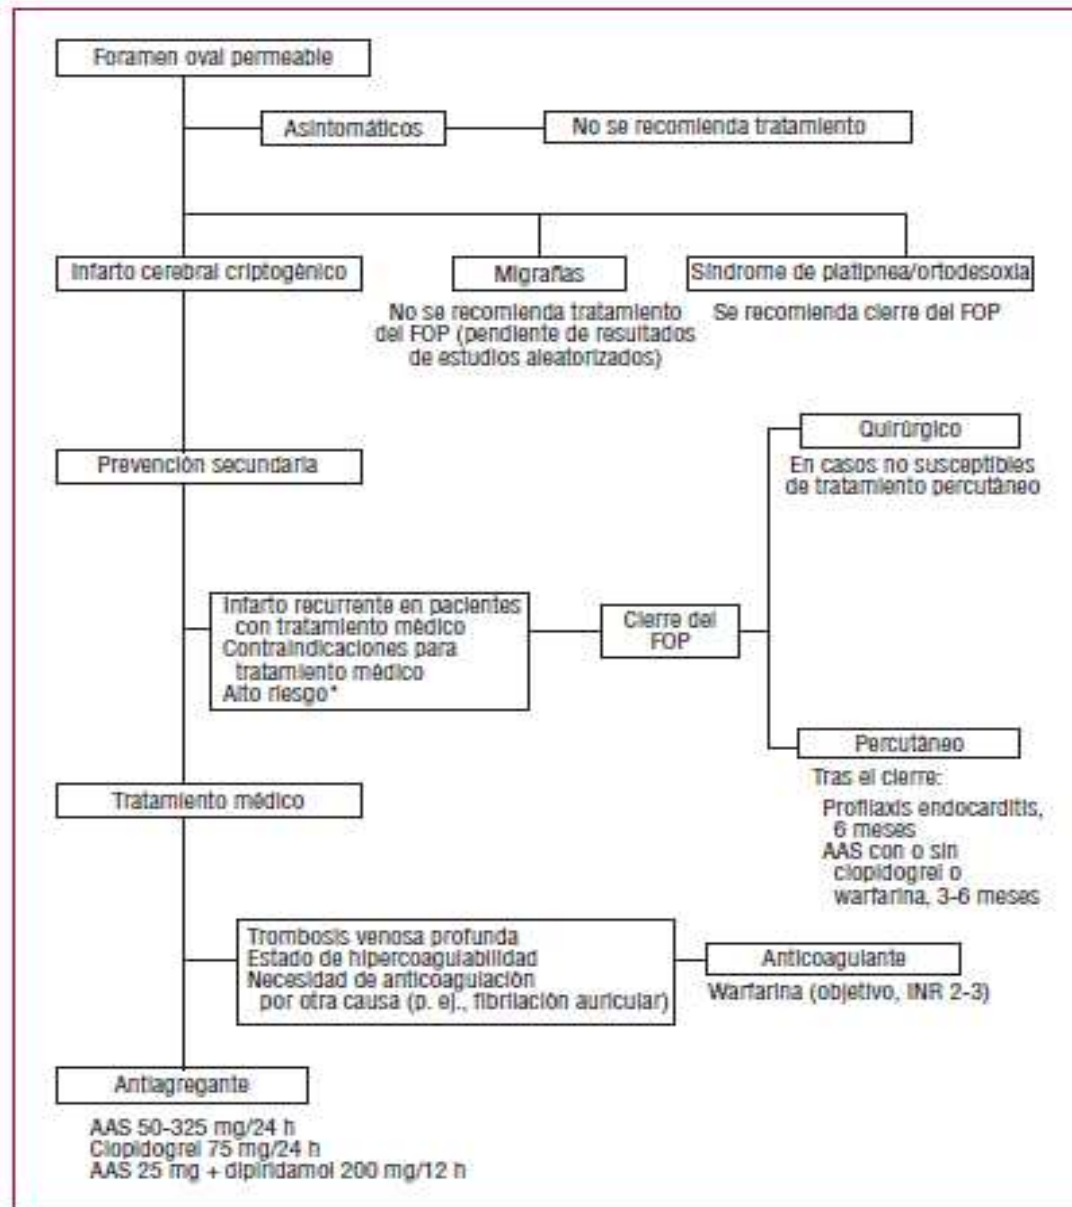 Foramen oval permeable
Asintomáticos
No se recomienda tratamiento
Infarto cerebral criptogénico
Migrañas
No se recomienda tratamiento
del FOP (pendiente de resultados
de estudios aleatorizados)
Síndrome de platipnea/ortodesoxia
Se recomienda cierre del FOP
Prevención secundaria
Infarto recurrente en pacientes
con tratamiento médico
Contraindicaciones para
tratamiento médico
Alto riesgo*
Cierre del
FOP
Quirúrgico
En casos no susceptibles
de tratamiento percutáneo
Percutáneo
Tras el cierre:
Profilaxis endocarditis,
6 meses
AAS con o sin
clopidogrel o
warfarina, 3-6 meses
Tratamiento médico
Trombosis venosa profunda
Estado de hipercoagulabilidad
Necesidad de anticoagulación
por otra causa (p. ej., fibrilación auricular)
Anticoagulante
Warfarina (objetivo, INR 2-3)
Antiagregante
AAS 50-325 mg/24 h
Clopidogrel 75 mg/24 h
AAS 25 mg + dipiridamol 200 mg/12 h